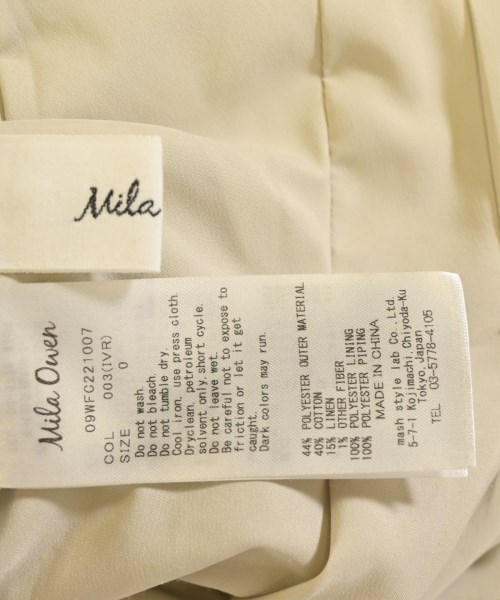 Mila
Mila Owen
09WFC221007
COL 003(IVR)
SIZE 0
Do not wash.
Do not bleach.
Do not tumble dry.
Cool iron, use press cloth.
Dryclean, petroleum
solvent only, short cycle.
Do not leave wet.
Be careful not to expose to
friction or let it get
caught.
Dark colors may run.
44% POLYESTER OUTER MATERIAL
40% COTTON
15% LINEN
1% OTHER FIBER
100% POLYESTER LINING
100% POLYESTER PIPING
MADE IN CHINA
mash style lab Co., Ltd.
5-7-1 Kojimachi, Chiyoda-Ku
Tokyo, Japan
TEL 03-5778-4105